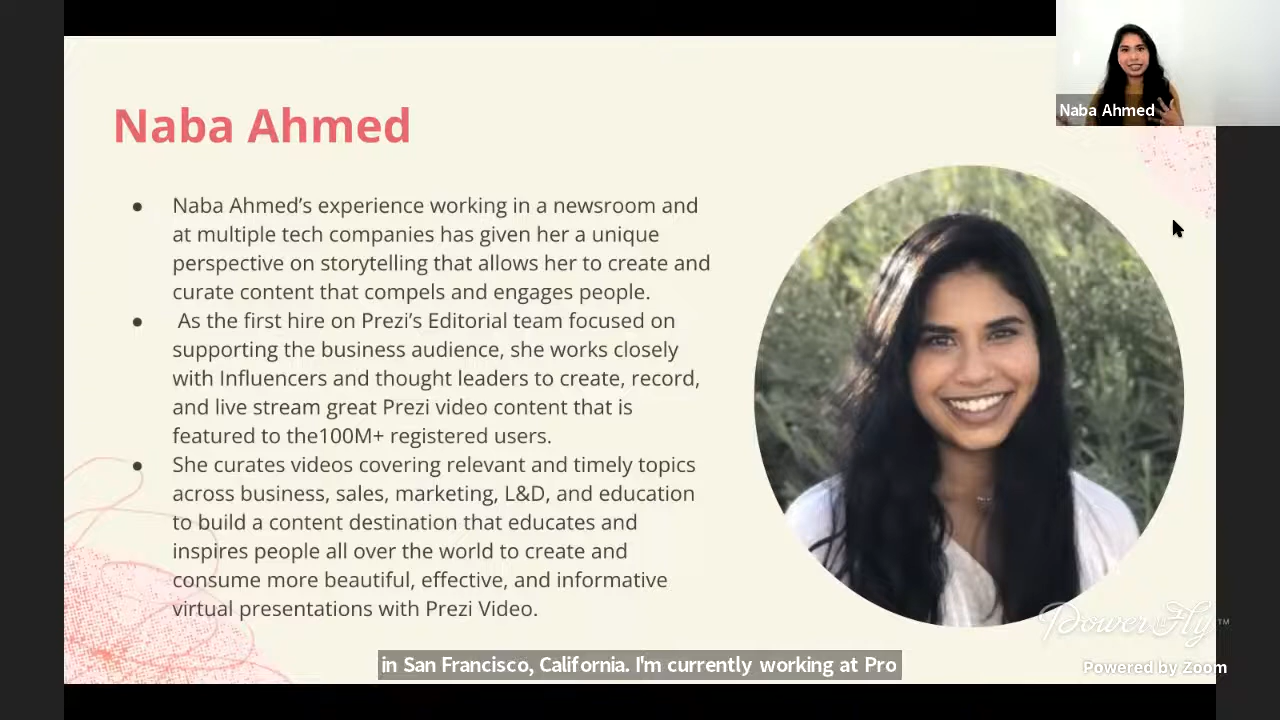 Naba Ahmed
Naba Ahmed
● Naba Ahmed’s experience working in a newsroom and
at multiple tech companies has given her a unique
perspective on storytelling that allows her to create and
curate content that compels and engages people.
● As the first hire on Prezi’s Editorial team focused on
supporting the business audience, she works closely
with Influencers and thought leaders to create, record,
and live stream great Prezi video content that is
featured to the100M+ registered users.
● She curates videos covering relevant and timely topics
across business, sales, marketing, L&D, and education
to build a content destination that educates and
inspires people all over the world to create and
consume more beautiful, effective, and informative
virtual presentations with Prezi Video.
PowerToFly™
in San Francisco, California. I'm currently working at Pro
Powered by Zoom